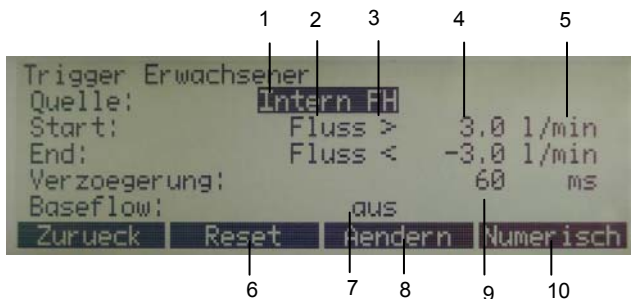 1 2 3 4 5
Trigger Erwachsener
Quelle: Intern FH
Start: Fluss > 3.0 l/min
End: Fluss < -3.0 l/min
Verzoegerung: 60 ms
Baseflow: aus
Zurueck Reset Aendern Numerisch
6 7 8 9 10